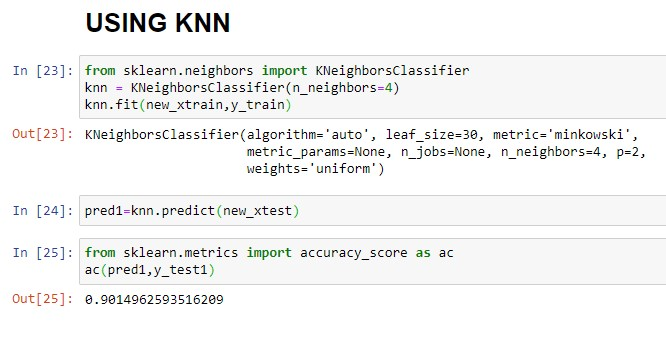 USING KNN
In [23]: from sklearn.neighbors import KNeighborsClassifier
knn = KNeighborsClassifier(n_neighbors=4)
knn.fit(new_xtrain,y_train)
Out[23]: KNeighborsClassifier(algorithm='auto', leaf_size=30, metric='minkowski',
metric_params=None, n_jobs=None, n_neighbors=4, p=2,
weights='uniform')
In [24]: pred1=knn.predict(new_xtest)
In [25]: from sklearn.metrics import accuracy_score as ac
ac(pred1,y_test1)
Out[25]: 0.9014962593516209